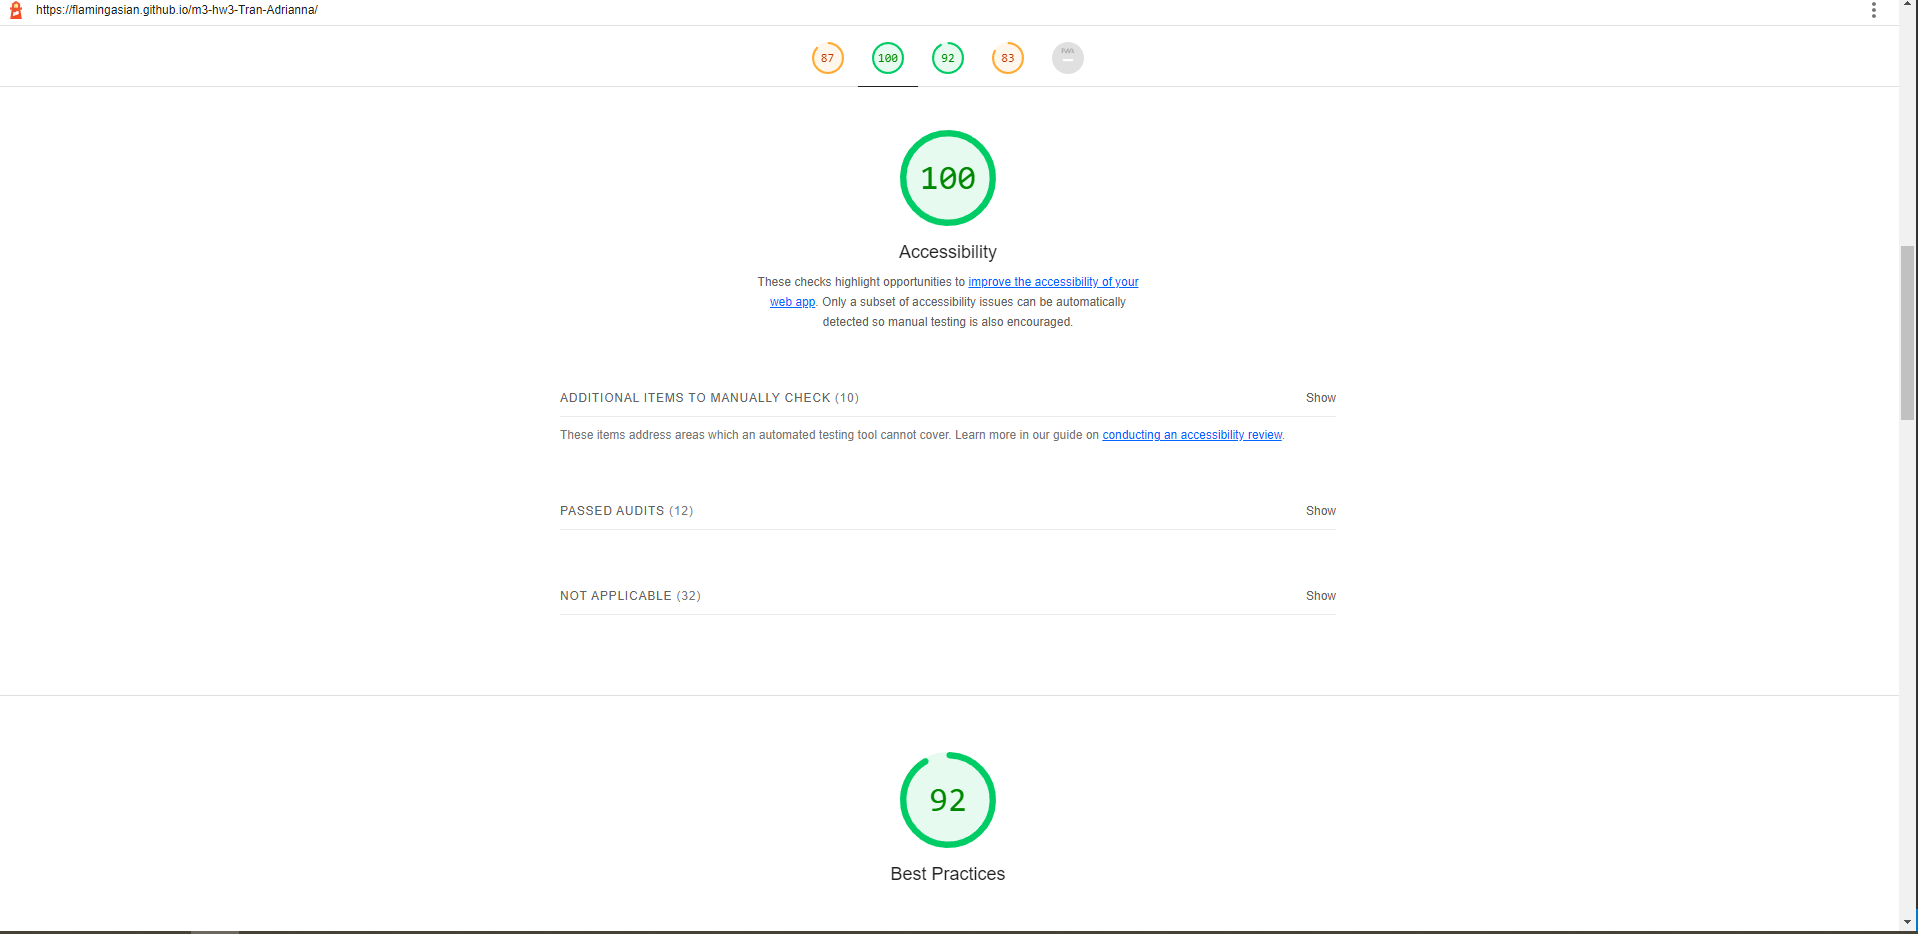 https://flamingasian.github.io/m3-hw3-Tran-Adrianna/
87 100 92 83 PWA
100
Accessibility
These checks highlight opportunities to improve the accessibility of your
web app. Only a subset of accessibility issues can be automatically
detected so manual testing is also encouraged.
ADDITIONAL ITEMS TO MANUALLY CHECK (10) Show
These items address areas which an automated testing tool cannot cover. Learn more in our guide on conducting an accessibility review.
PASSED AUDITS (12) Show
NOT APPLICABLE (32) Show
92
Best Practices